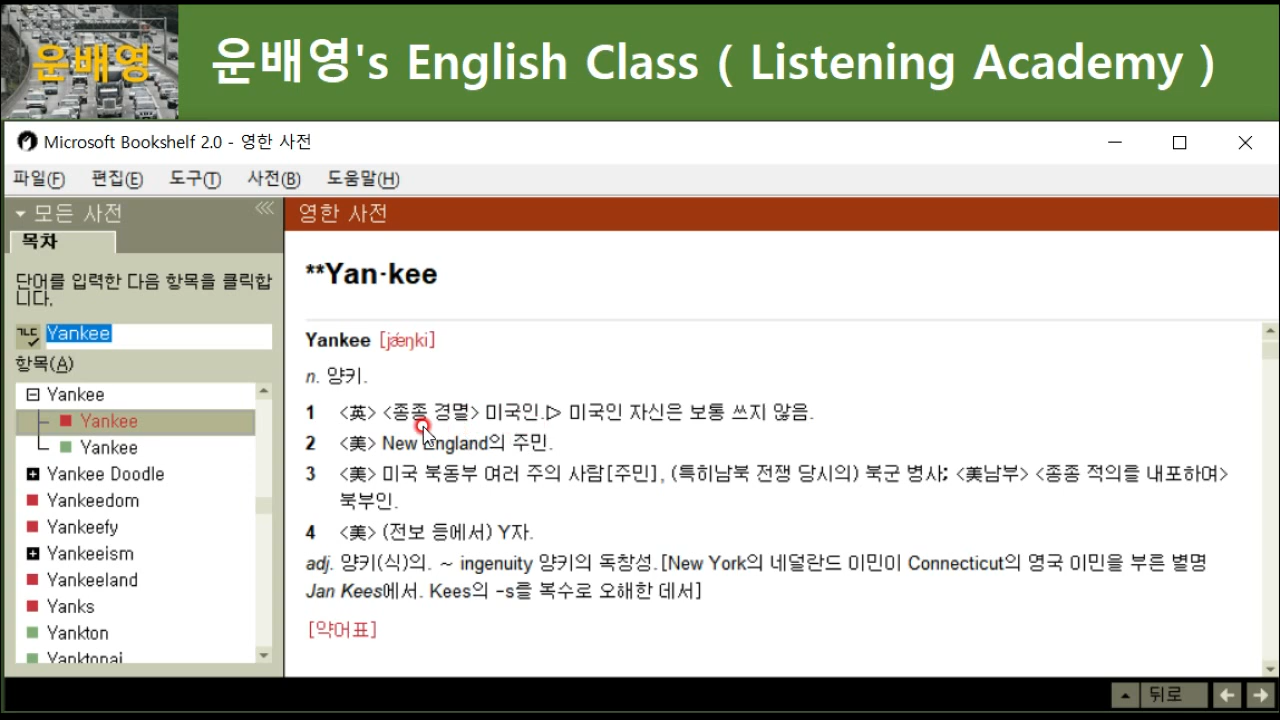 운배영
운배영's English Class ( Listening Academy )
Microsoft Bookshelf 2.0 - 영한 사전
파일(F) 편집(E) 도구(T) 사전(B) 도움말(H)
모든 사전
목차
단어를 입력한 다음 항목을 클릭합
니다.
ㄱㄴㄷ Yankee
항목(A)
Yankee
Yankee
Yankee
Yankee Doodle
Yankeedom
Yankeefy
Yankeeism
Yankeeland
Yanks
Yankton
Yanktonai
영한 사전
**Yan·kee
Yankee [jǽŋki]
n. 양키.
1 <英> <종종 경멸> 미국인.▷ 미국인 자신은 보통 쓰지 않음.
2 <美> New England의 주민.
3 <美> 미국 북동부 여러 주의 사람[주민], (특히남북 전쟁 당시의) 북군 병사; <美남부> <종종 적의를 내포하여>
북부인.
4 <美> (전보 등에서) Y자.
adj. 양키(식)의. ~ ingenuity 양키의 독창성.[New York의 네덜란드 이민이 Connecticut의 영국 이민을 부른 별명
Jan Kees에서. Kees의 -s를 복수로 오해한 데서]
[약어표]
뒤로